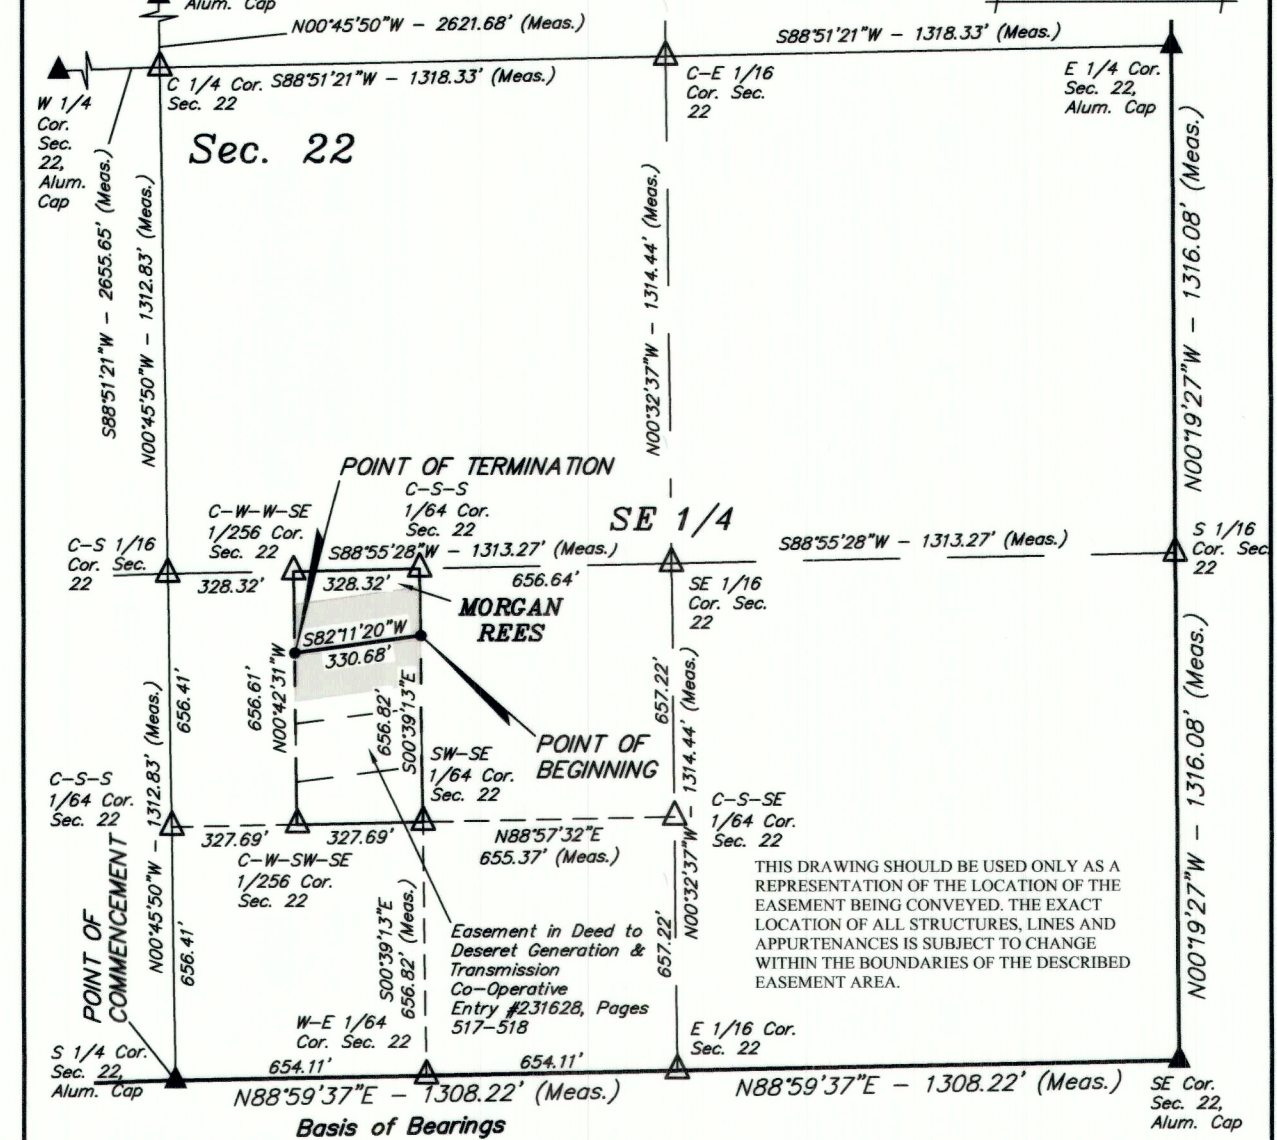 Alum. Cap
N00°45'50"W - 2621.68' (Meas.)
S88°51'21"W - 1318.33' (Meas.)
S88°51'21"W - 1318.33' (Meas.)
C 1/4 Cor.
Sec. 22
C-E 1/16
Cor. Sec.
22
E 1/4 Cor.
Sec. 22,
Alum. Cap
W 1/4
Cor.
Sec.
22,
Alum.
Cap
Sec. 22
S88°51'21"W - 2655.65' (Meas.)
N00°45'50"W - 1312.83' (Meas.)
N00°32'37"W - 1314.44' (Meas.)
N00°19'27"W - 1316.08' (Meas.)
POINT OF TERMINATION
C-W-W-SE
1/256 Cor.
Sec. 22
C-S-S
1/64 Cor.
Sec. 22
SE 1/4
C-S 1/16
Cor. Sec.
22
S88°55'28"W - 1313.27' (Meas.)
S88°55'28"W - 1313.27' (Meas.)
S 1/16
Cor. Sec.
22
328.32'
328.32'
656.64'
SE 1/16
Cor. Sec.
22
MORGAN
REES
S82°11'20"W
330.68'
656.41'
656.61'
N00°42'31"W
656.82'
S00°39'13"E
657.22'
N00°32'37"W - 1314.44' (Meas.)
N00°19'27"W - 1316.08' (Meas.)
POINT OF
BEGINNING
SW-SE
1/64 Cor.
Sec. 22
C-S-S
1/64 Cor.
Sec. 22
N00°45'50"W - 1312.83' (Meas.)
327.69'
327.69'
N88°57'32"E
655.37' (Meas.)
C-S-SE
1/64 Cor.
Sec. 22
C-W-SW-SE
1/256 Cor.
Sec. 22
THIS DRAWING SHOULD BE USED ONLY AS A
REPRESENTATION OF THE LOCATION OF THE
EASEMENT BEING CONVEYED. THE EXACT
LOCATION OF ALL STRUCTURES, LINES AND
APPURTENANCES IS SUBJECT TO CHANGE
WITHIN THE BOUNDARIES OF THE DESCRIBED
EASEMENT AREA.
POINT OF
COMMENCEMENT
656.41'
S00°39'13"E
656.82' (Meas.)
657.22'
Easement in Deed to
Deseret Generation &
Transmission
Co-Operative
Entry #231628, Pages
517-518
W-E 1/64
Cor. Sec. 22
E 1/16 Cor.
Sec. 22
S 1/4 Cor.
Sec. 22,
Alum. Cap
654.11'
654.11'
N88°59'37"E - 1308.22' (Meas.)
N88°59'37"E - 1308.22' (Meas.)
SE Cor.
Sec. 22,
Alum. Cap
Basis of Bearings